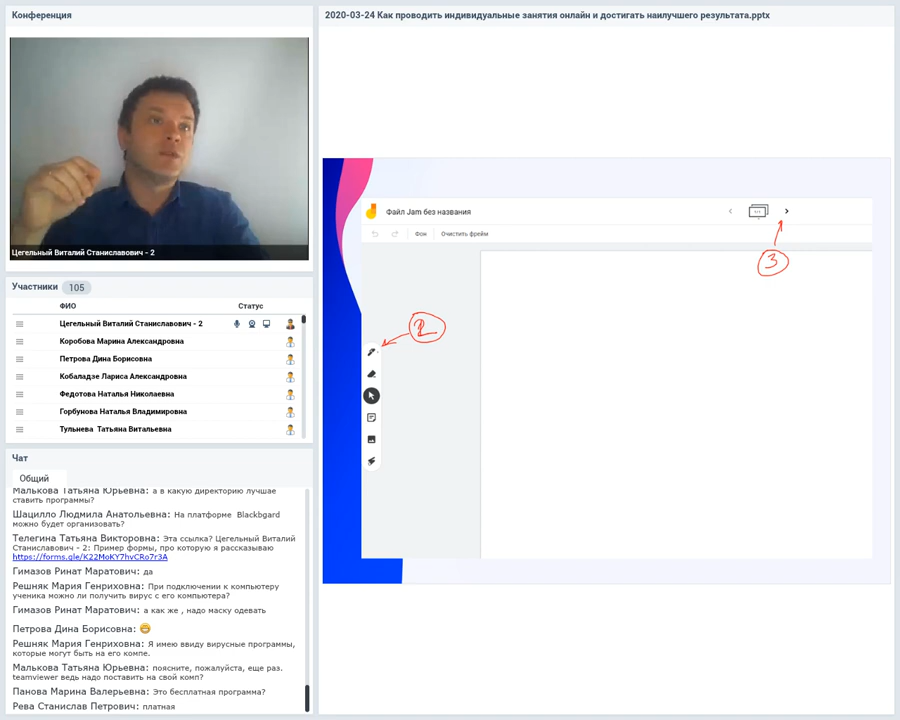 Конференция
Цегельный Виталий Станиславович - 2
Участники 105
ФИО Статус
Цегельный Виталий Станиславович - 2
Коробова Марина Александровна
Петрова Дина Борисовна
Кобаладзе Лариса Александровна
Федотова Наталья Николаевна
Горбунова Наталья Владимировна
Тульнева Татьяна Витальевна
Чат
Общий
Малькова Татьяна Юрьевна: а в какую директорию лучшае
ставить программы?
Шацилло Людмила Анатольевна: На платформе Blackbgard
можно будет организовать?
Телегина Татьяна Викторовна: Эта ссылка? Цегельный Виталий
Станиславович - 2: Пример формы, про которую я рассказываю
https://forms.gle/K22MoKY7hvCRo7r3A
Гимазов Ринат Маратович: да
Решняк Мария Генриховна: При подключении к компьютеру
ученика можно ли получить вирус с его компьютера?
Гимазов Ринат Маратович: а как же , надо маску одевать
Петрова Дина Борисовна:
Решняк Мария Генриховна: Я имею ввиду вирусные программы,
которые могут быть на его компе.
Малькова Татьяна Юрьевна: поясните, пожалуйста, еще раз.
teamviewer ведь надо поставить на свой комп?
Панова Марина Валерьевна: Это бесплатная программа?
Рева Станислав Петрович: платная
2020-03-24 Как проводить индивидуальные занятия онлайн и достигать наилучшего результата.pptx
Файл Jam без названия
Фон Очистить фрейм
3
2